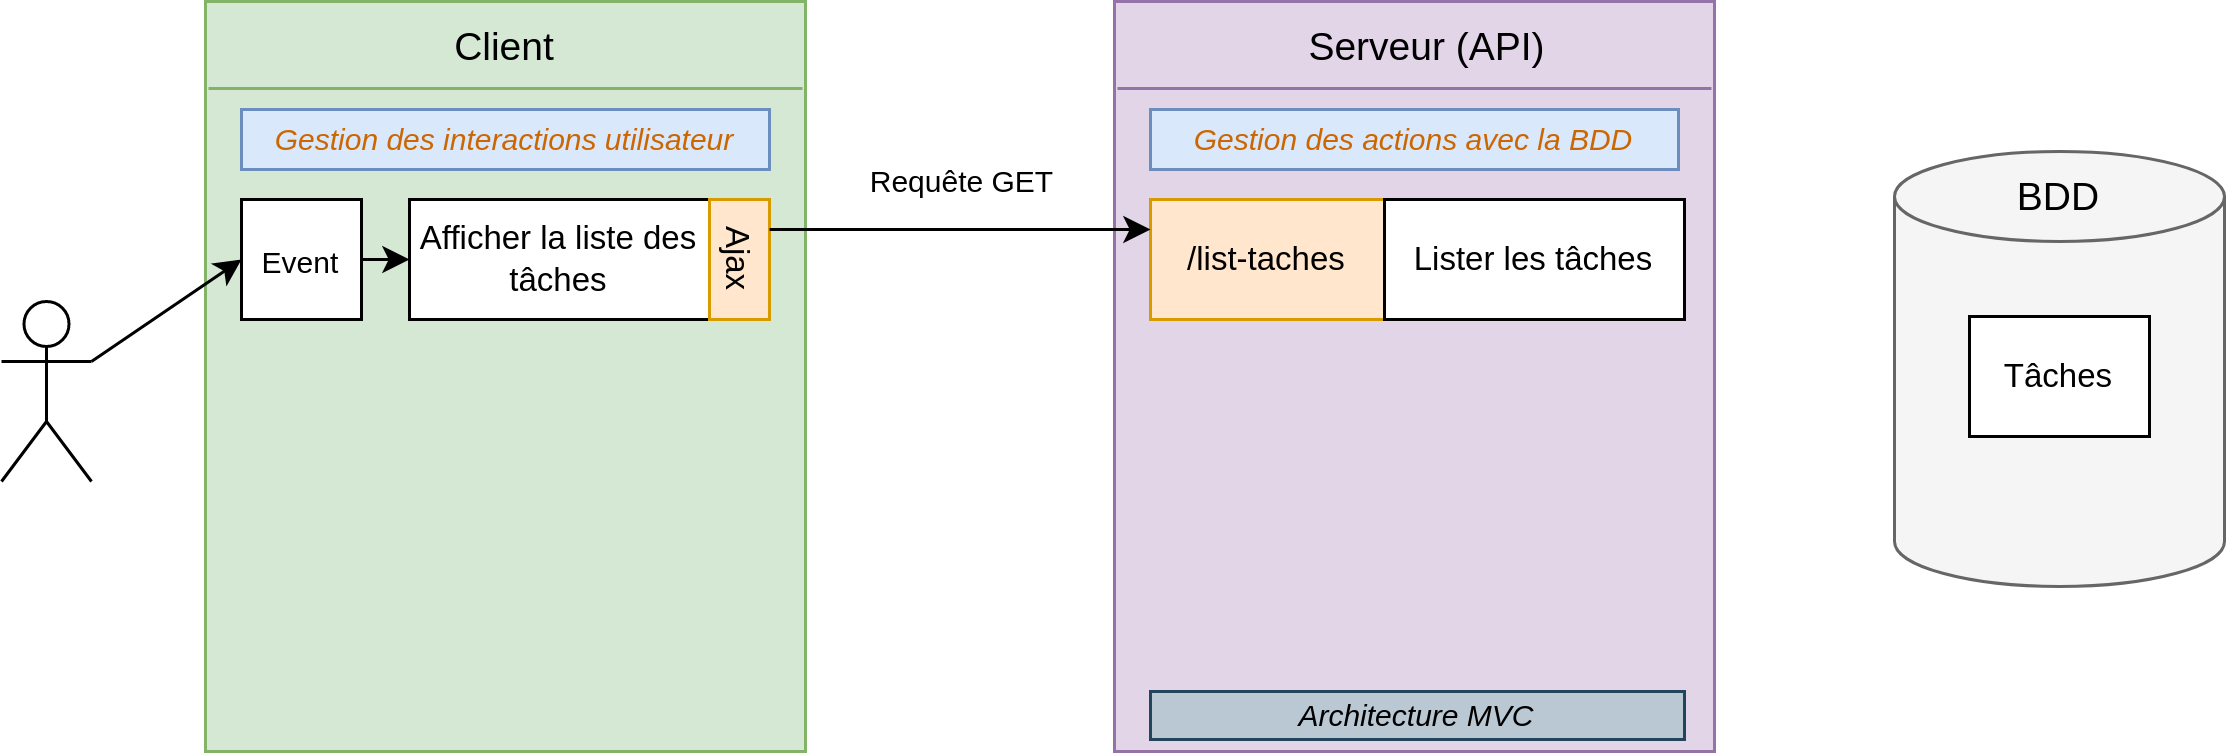 Client
Gestion des interactions utilisateur
Event
Afficher la liste des
tâches
Ajax
Requête GET
Serveur (API)
Gestion des actions avec la BDD
/list-taches
Lister les tâches
Architecture MVC
BDD
Tâches